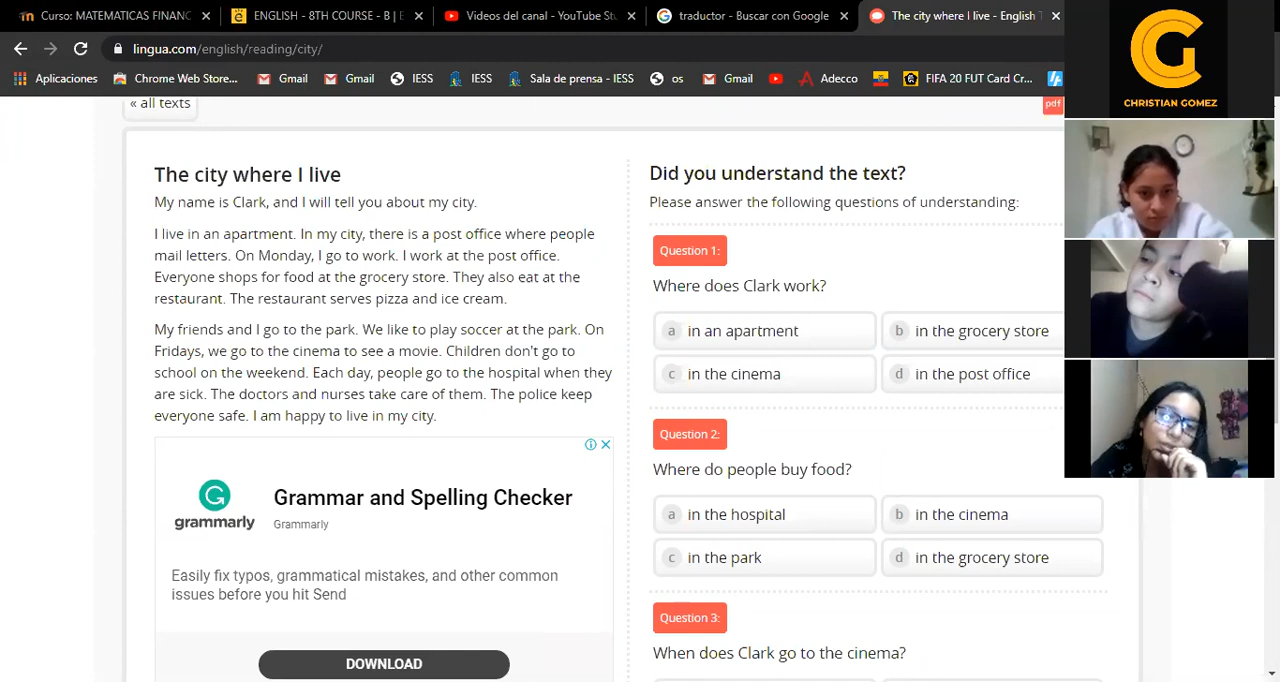 Curso: MATEMATICAS FINANC
ENGLISH - 8TH COURSE - B | E
Videos del canal - YouTube Stu
traductor - Buscar con Google
The city where I live - English T
lingua.com/english/reading/city/
Aplicaciones
Chrome Web Store...
Gmail
Gmail
IESS
IESS
Sala de prensa - IESS
os
Gmail
Adecco
FIFA 20 FUT Card Cr...
CHRISTIAN GOMEZ
« all texts
pdf
The city where I live
My name is Clark, and I will tell you about my city.
I live in an apartment. In my city, there is a post office where people
mail letters. On Monday, I go to work. I work at the post office.
Everyone shops for food at the grocery store. They also eat at the
restaurant. The restaurant serves pizza and ice cream.
My friends and I go to the park. We like to play soccer at the park. On
Fridays, we go to the cinema to see a movie. Children don't go to
school on the weekend. Each day, people go to the hospital when they
are sick. The doctors and nurses take care of them. The police keep
everyone safe. I am happy to live in my city.
grammarly
Grammar and Spelling Checker
Grammarly
Easily fix typos, grammatical mistakes, and other common
issues before you hit Send
DOWNLOAD
Did you understand the text?
Please answer the following questions of understanding:
Question 1:
Where does Clark work?
a in an apartment
b in the grocery store
c in the cinema
d in the post office
Question 2:
Where do people buy food?
a in the hospital
b in the cinema
c in the park
d in the grocery store
Question 3:
When does Clark go to the cinema?